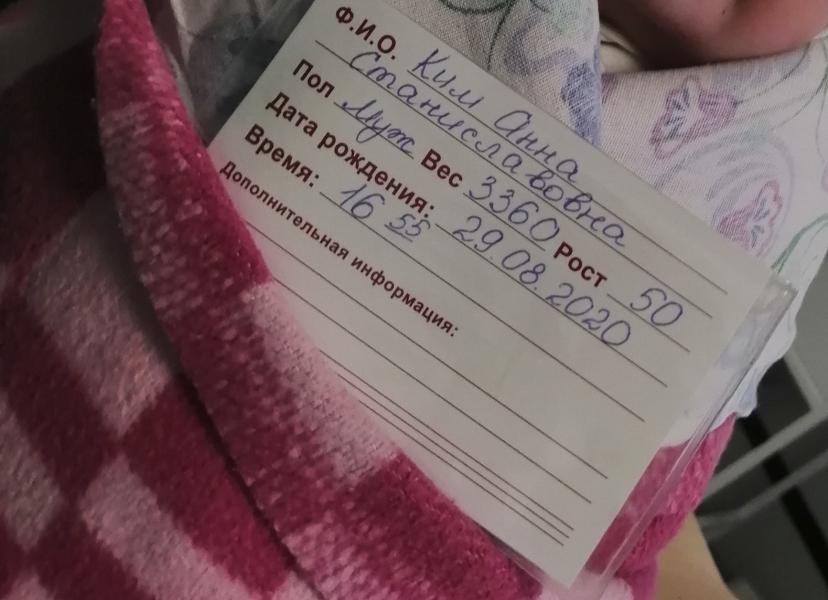 Ф.И.О. Ким Анна
Станиславовна
Пол Муж Вес 3360 Рост 50
Дата рождения: 29.08.2020
Время: 16 55
Дополнительная информация: